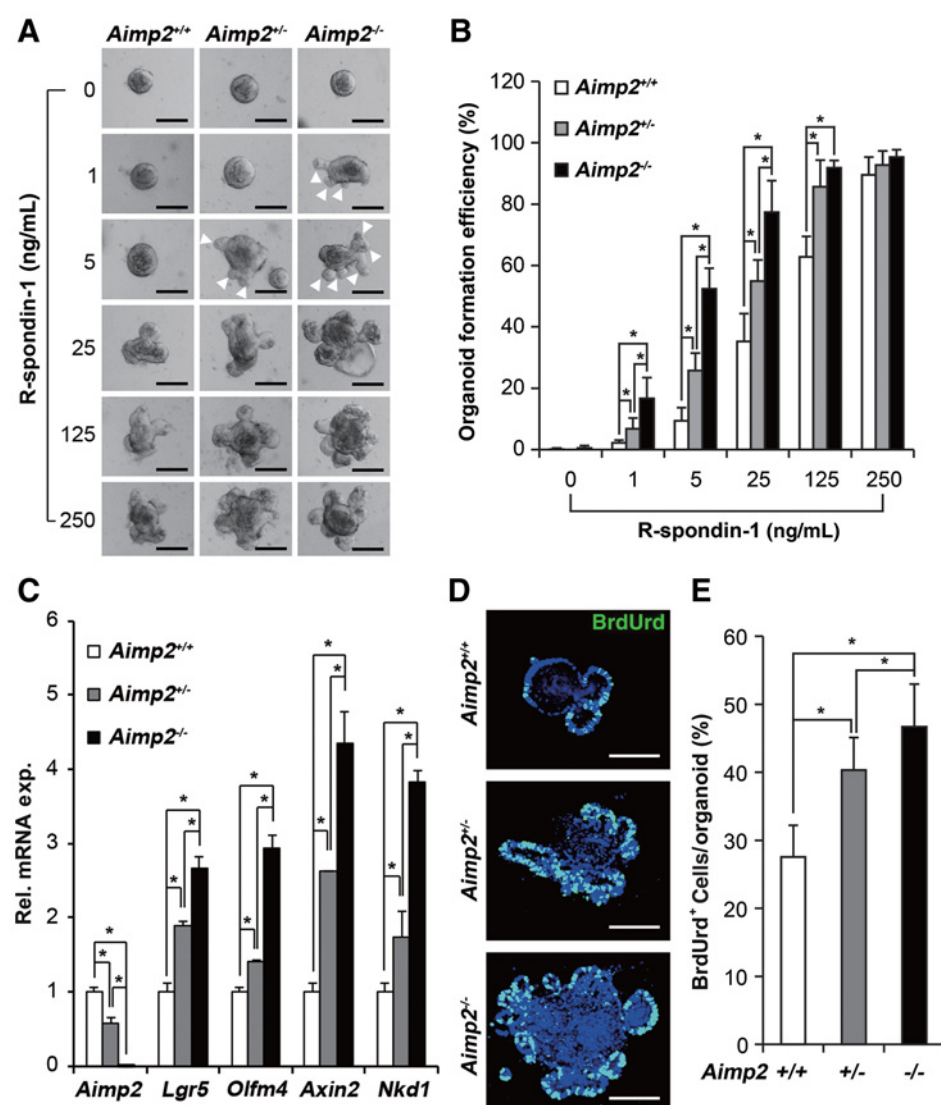 A
Aimp2+/+ Aimp2+/- Aimp2-/-
R-spondin-1 (ng/mL)
0
1
5
25
125
250
B
Organoid formation efficiency (%)
120
100
80
60
40
20
0
Aimp2+/+
Aimp2+/-
Aimp2-/-
* * * * * * * * * * *
0 1 5 25 125 250
R-spondin-1 (ng/mL)
C
Rel. mRNA exp.
6
5
4
3
2
1
0
Aimp2+/+
Aimp2+/-
Aimp2-/-
* * * * * * * * * * * * * * *
Aimp2 Lgr5 Olfm4 Axin2 Nkd1
D
BrdUrd
Aimp2+/+
Aimp2+/-
Aimp2-/-
E
BrdUrd+ Cells/organoid (%)
60
50
40
30
20
10
0
* * *
Aimp2 +/+ +/- -/-